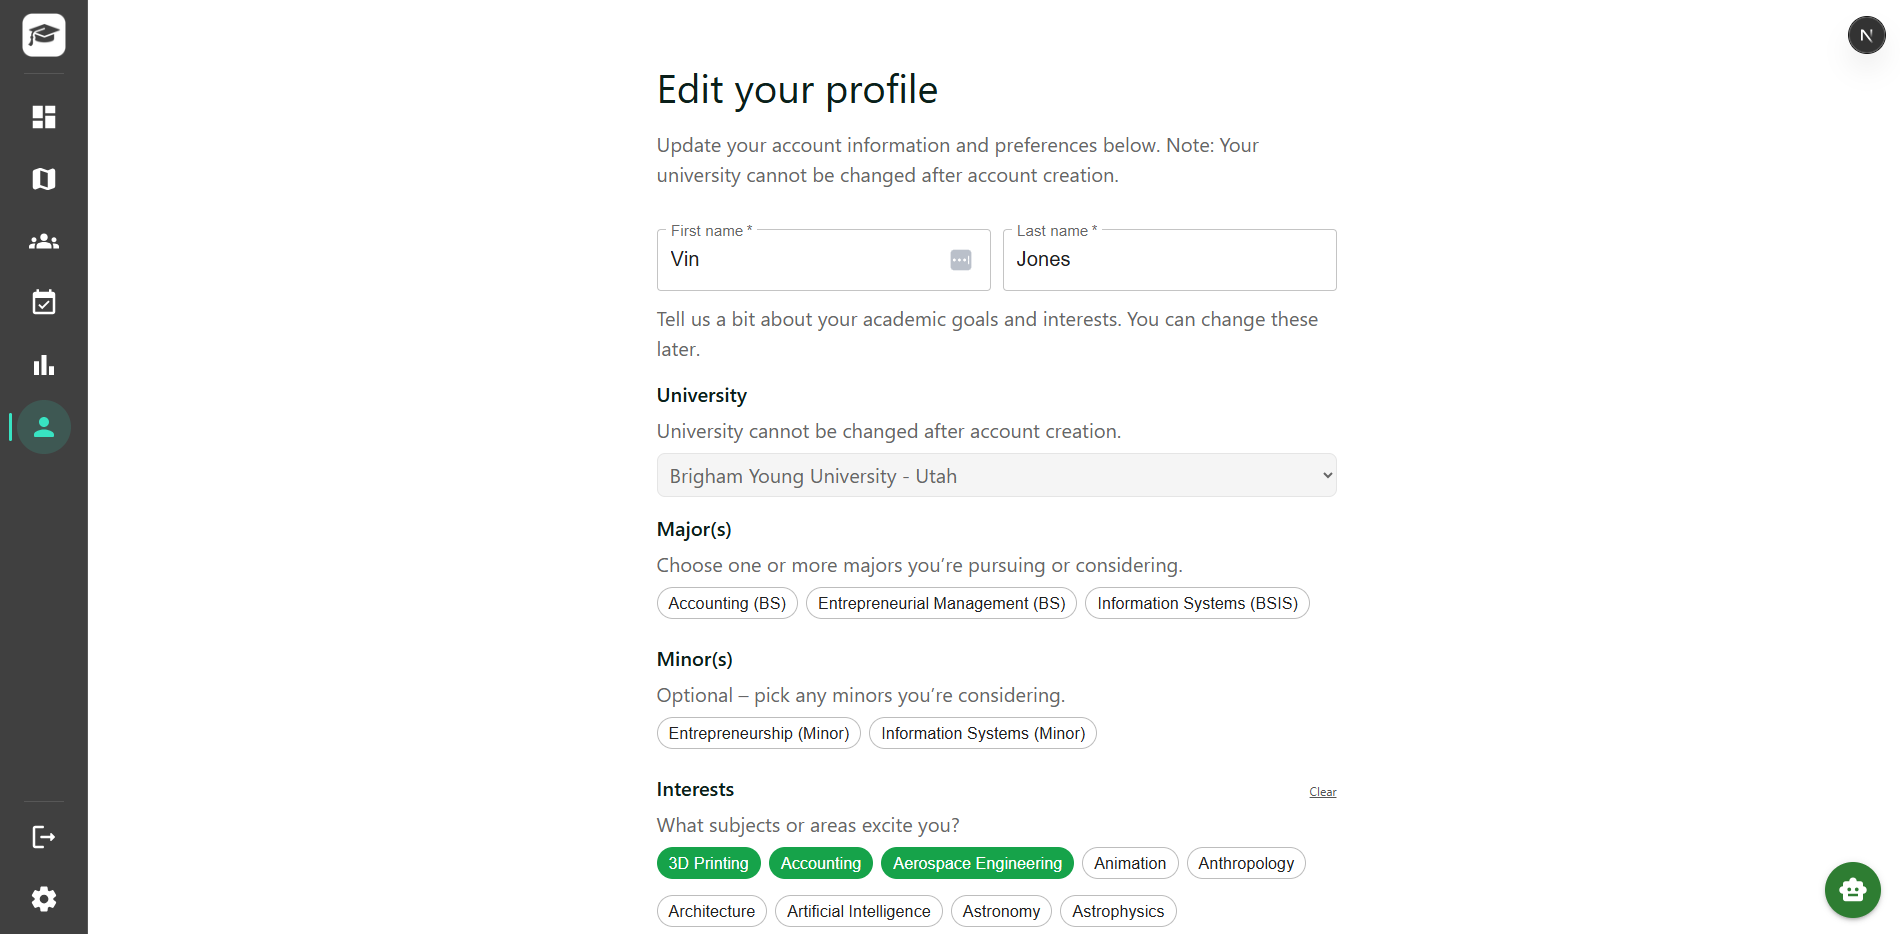 N
Edit your profile
Update your account information and preferences below. Note: Your
university cannot be changed after account creation.
First name *
Last name *
Vin
Jones
Tell us a bit about your academic goals and interests. You can change these
later.
University
University cannot be changed after account creation.
Brigham Young University - Utah
Major(s)
Choose one or more majors you’re pursuing or considering.
Accounting (BS) Entrepreneurial Management (BS) Information Systems (BSIS)
Minor(s)
Optional – pick any minors you’re considering.
Entrepreneurship (Minor) Information Systems (Minor)
Interests
Clear
What subjects or areas excite you?
3D Printing Accounting Aerospace Engineering Animation Anthropology
Architecture Artificial Intelligence Astronomy Astrophysics